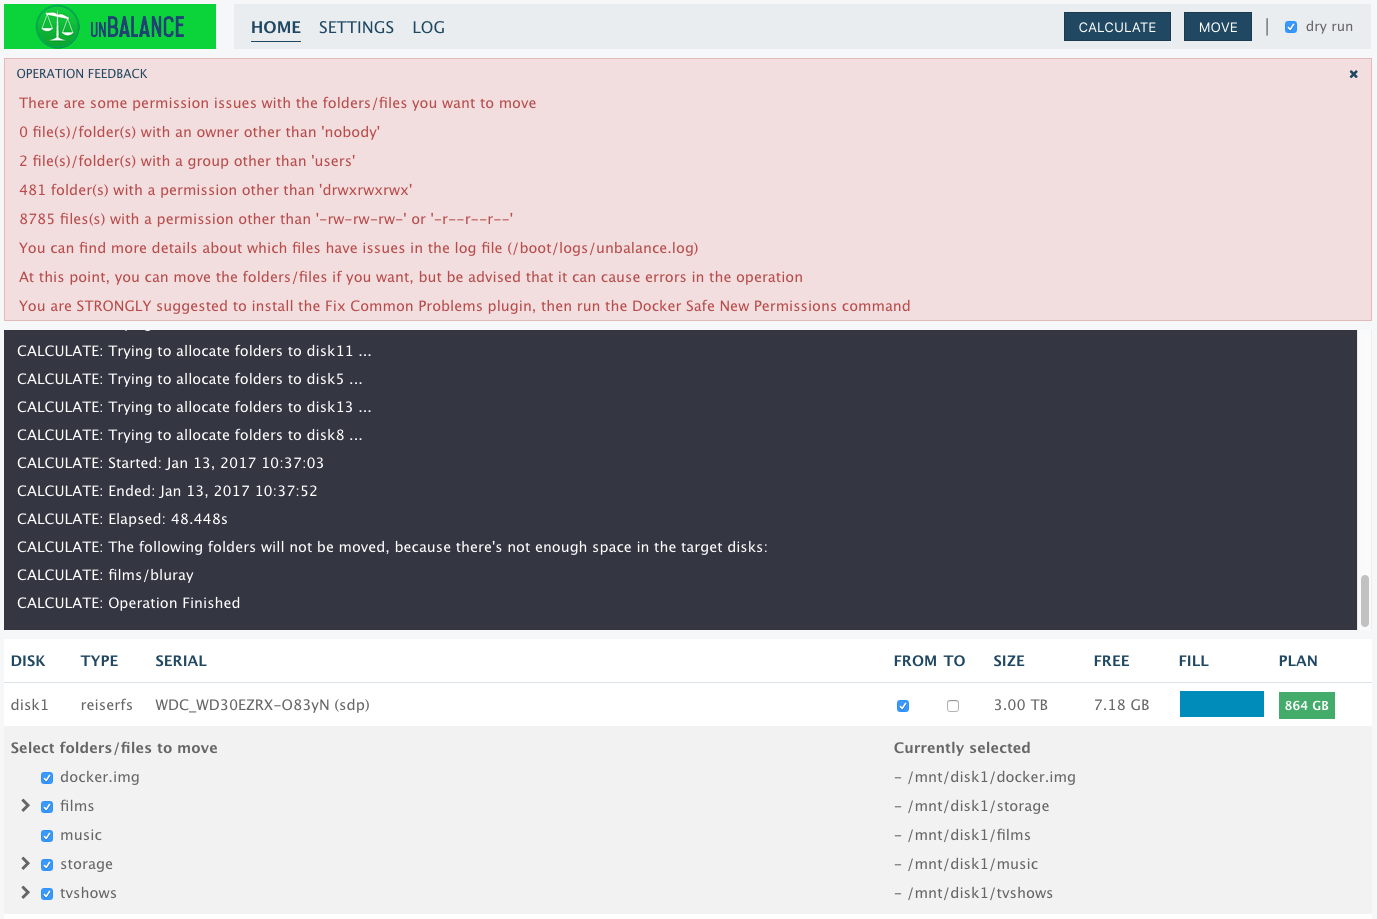 unBALANCE
HOME SETTINGS LOG CALCULATE MOVE | dry run
OPERATION FEEDBACK
There are some permission issues with the folders/files you want to move
0 file(s)/folder(s) with an owner other than 'nobody'
2 file(s)/folder(s) with a group other than 'users'
481 folder(s) with a permission other than 'drwxrwxrwx'
8785 files(s) with a permission other than '-rw-rw-rw-' or '-r--r--r--'
You can find more details about which files have issues in the log file (/boot/logs/unbalance.log)
At this point, you can move the folders/files if you want, but be advised that it can cause errors in the operation
You are STRONGLY suggested to install the Fix Common Problems plugin, then run the Docker Safe New Permissions command
CALCULATE: Trying to allocate folders to disk11 ...
CALCULATE: Trying to allocate folders to disk5 ...
CALCULATE: Trying to allocate folders to disk13 ...
CALCULATE: Trying to allocate folders to disk8 ...
CALCULATE: Started: Jan 13, 2017 10:37:03
CALCULATE: Ended: Jan 13, 2017 10:37:52
CALCULATE: Elapsed: 48.448s
CALCULATE: The following folders will not be moved, because there's not enough space in the target disks:
CALCULATE: films/bluray
CALCULATE: Operation Finished
DISK TYPE SERIAL FROM TO SIZE FREE FILL PLAN
disk1 reiserfs WDC_WD30EZRX-O83yN (sdp) 3.00 TB 7.18 GB 864 GB
Select folders/files to move Currently selected
docker.img - /mnt/disk1/docker.img
films - /mnt/disk1/storage
music - /mnt/disk1/films
storage - /mnt/disk1/music
tvshows - /mnt/disk1/tvshows